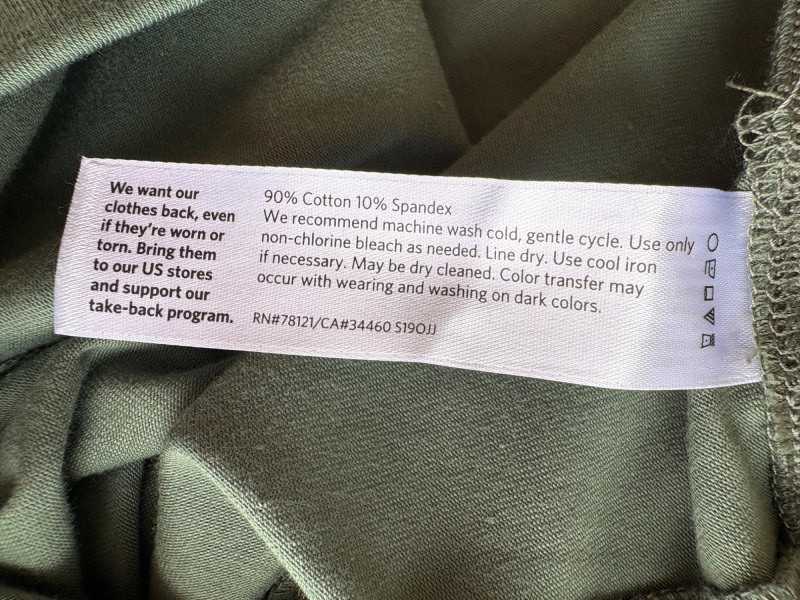 We want our
clothes back, even
if they're worn or
torn. Bring them
to our US stores
and support our
take-back program.
90% Cotton 10% Spandex
We recommend machine wash cold, gentle cycle. Use only
non-chlorine bleach as needed. Line dry. Use cool iron
if necessary. May be dry cleaned. Color transfer may
occur with wearing and washing on dark colors.
RN#78121/CA#34460 S19OJJ